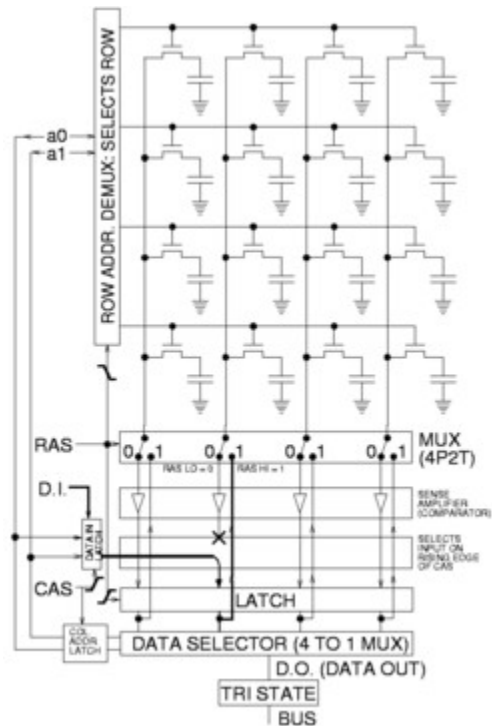 ROW ADDR. DEMUX: SELECTS ROW
a0
a1
RAS
0 1 0 1 0 1 0 1
MUX
(4P2T)
RAS LO = 0
RAS HI = 1
D.I.
SENSE
AMPLIFIER
(COMPARATOR)
DATA IN
LATCH
SELECTS
INPUT ON
RISING EDGE
OF CAS
CAS
LATCH
COL
ADDR
LATCH
DATA SELECTOR (4 TO 1 MUX)
D.O. (DATA OUT)
TRI STATE
BUS